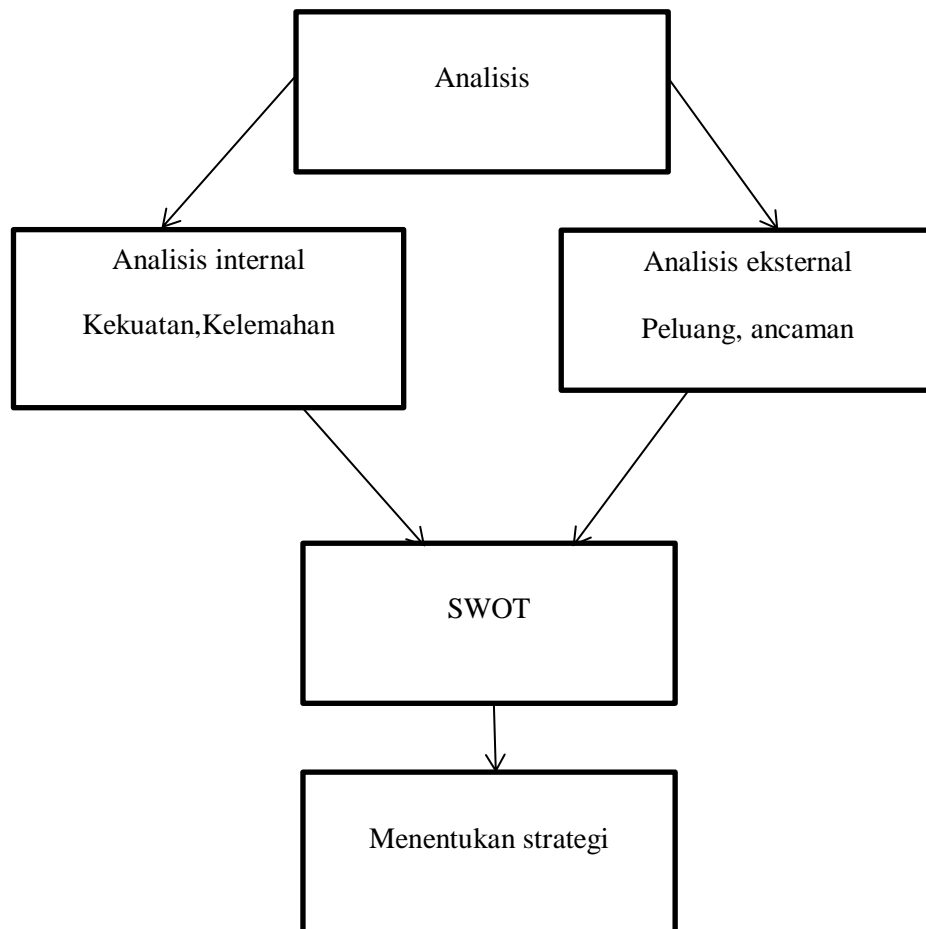 Analisis
Analisis internal
Kekuatan,Kelemahan
Analisis eksternal
Peluang, ancaman
SWOT
Menentukan strategi